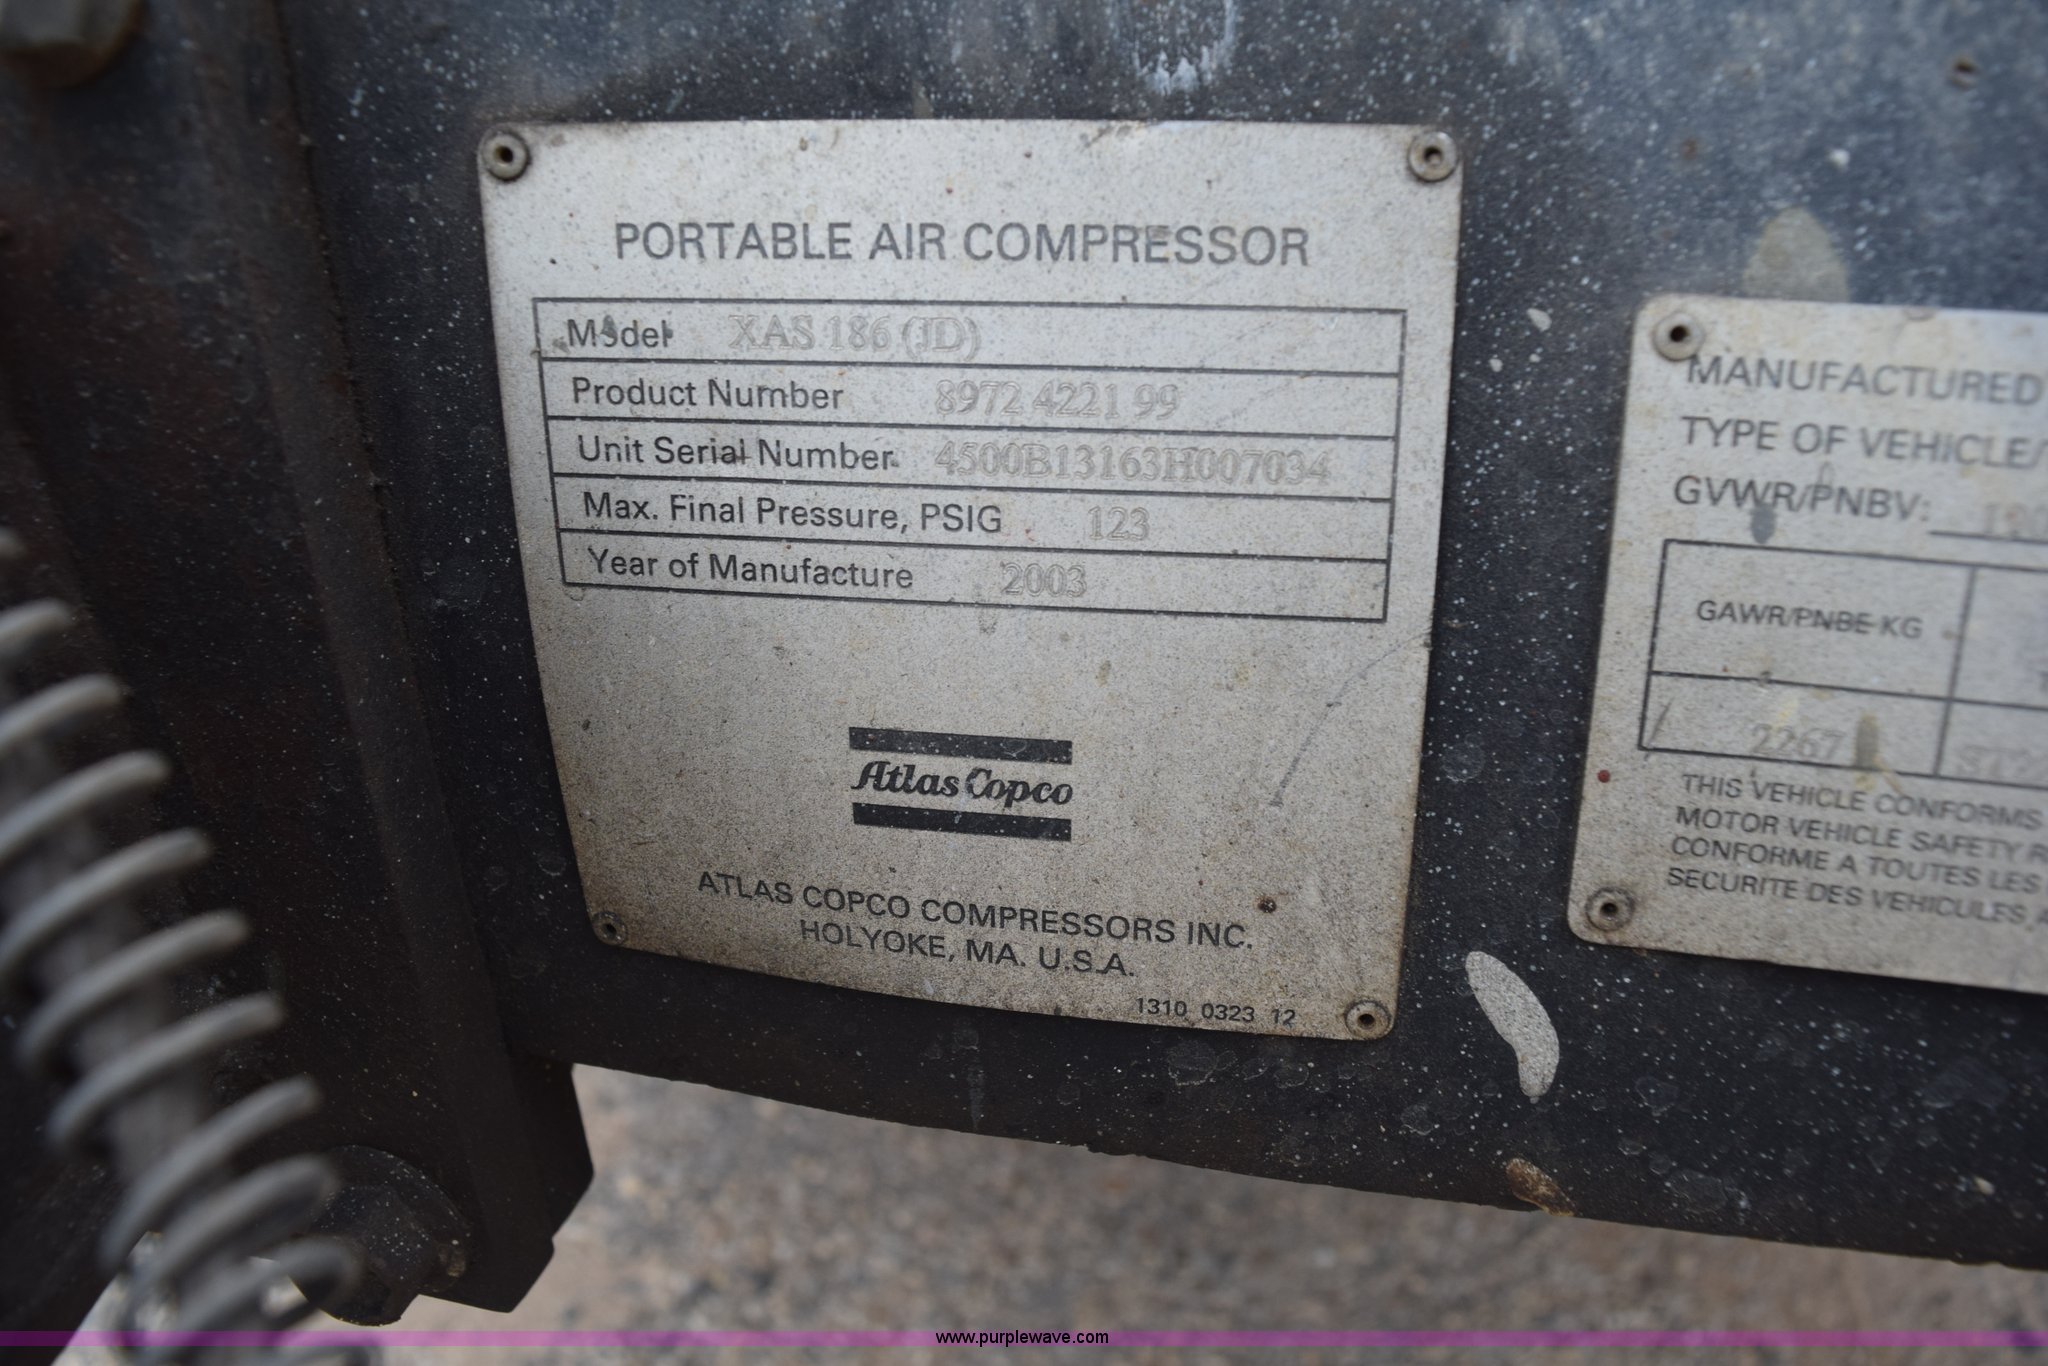 PORTABLE AIR COMPRESSOR
Model XAS 186 (JD)
Product Number 8972 4221 99
Unit Serial Number 4500B13163H007034
Max. Final Pressure, PSIG 123
Year of Manufacture 2003
Atlas Copco
ATLAS COPCO COMPRESSORS INC.
HOLYOKE, MA. U.S.A.
1310 0323 12
MANUFACTURED
TYPE OF VEHICLE/
GVWR/PNBV:
GAWR/PNBE KG
2267
THIS VEHICLE CONFORMS
MOTOR VEHICLE SAFETY
CONFORME A TOUTES LES
SECURITE DES VEHICULES
www.purplewave.com